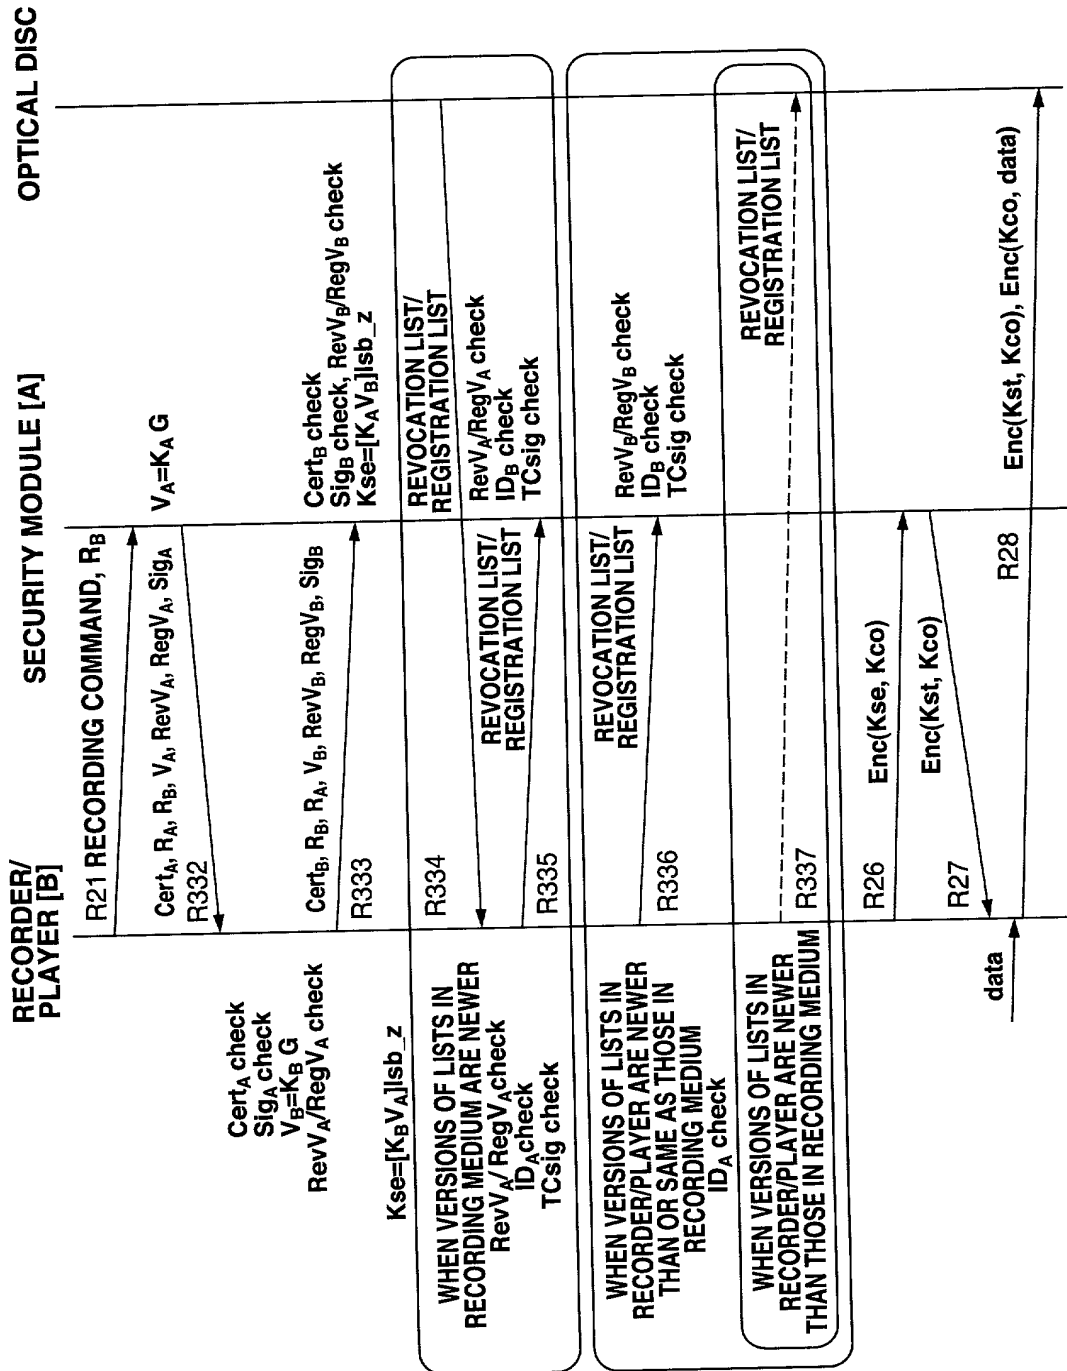 RECORDER/
PLAYER [B]
SECURITY MODULE [A]
OPTICAL DISC
R21 RECORDING COMMAND, RB
VA=KA G
CertA, RA, RB, VA, RevVA, RegVA, SigA
R332
CertA check
SigA check
VB=KB G
RevVA/RegVA check
CertB, RB, RA, VB, RevVB, RegVB, SigB
R333
CertB check
SigB check, RevVB/RegVB check
Kse=[KAVB]lsb_z
Kse=[KBVA]lsb_z
R334
REVOCATION LIST/
REGISTRATION LIST
WHEN VERSIONS OF LISTS IN
RECORDING MEDIUM ARE NEWER
RevVA/ RegVA check
IDA check
TCsig check
REVOCATION LIST/
REGISTRATION LIST
R335
RevVA/RegVA check
IDB check
TCsig check
WHEN VERSIONS OF LISTS IN
RECORDER/PLAYER ARE NEWER
THAN OR SAME AS THOSE IN
RECORDING MEDIUM
IDA check
REVOCATION LIST/
REGISTRATION LIST
R336
RevVB/RegVB check
IDB check
TCsig check
WHEN VERSIONS OF LISTS IN
RECORDER/PLAYER ARE NEWER
THAN THOSE IN RECORDING MEDIUM
R337
REVOCATION LIST/
REGISTRATION LIST
R26
Enc(Kse, Kco)
R27
Enc(Kst, Kco)
data
R28
Enc(Kst, Kco), Enc(Kco, data)